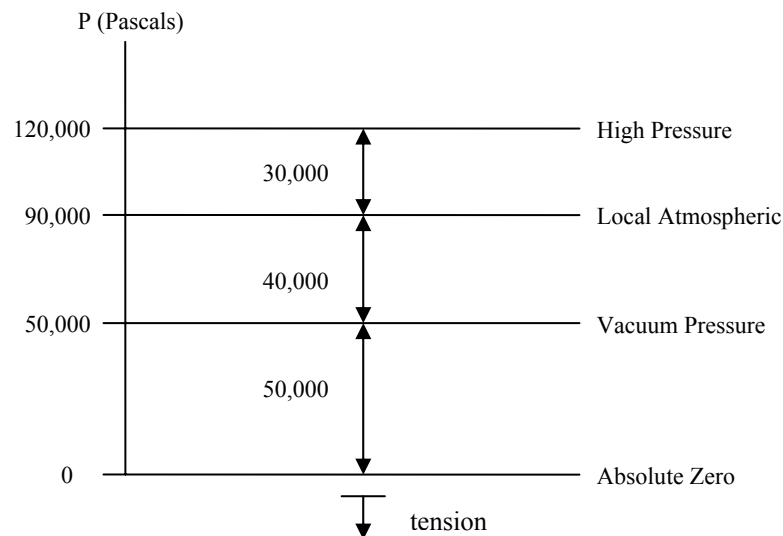 P (Pascals)
120,000 High Pressure
30,000
90,000 Local Atmospheric
40,000
50,000 Vacuum Pressure
50,000
0 Absolute Zero
tension